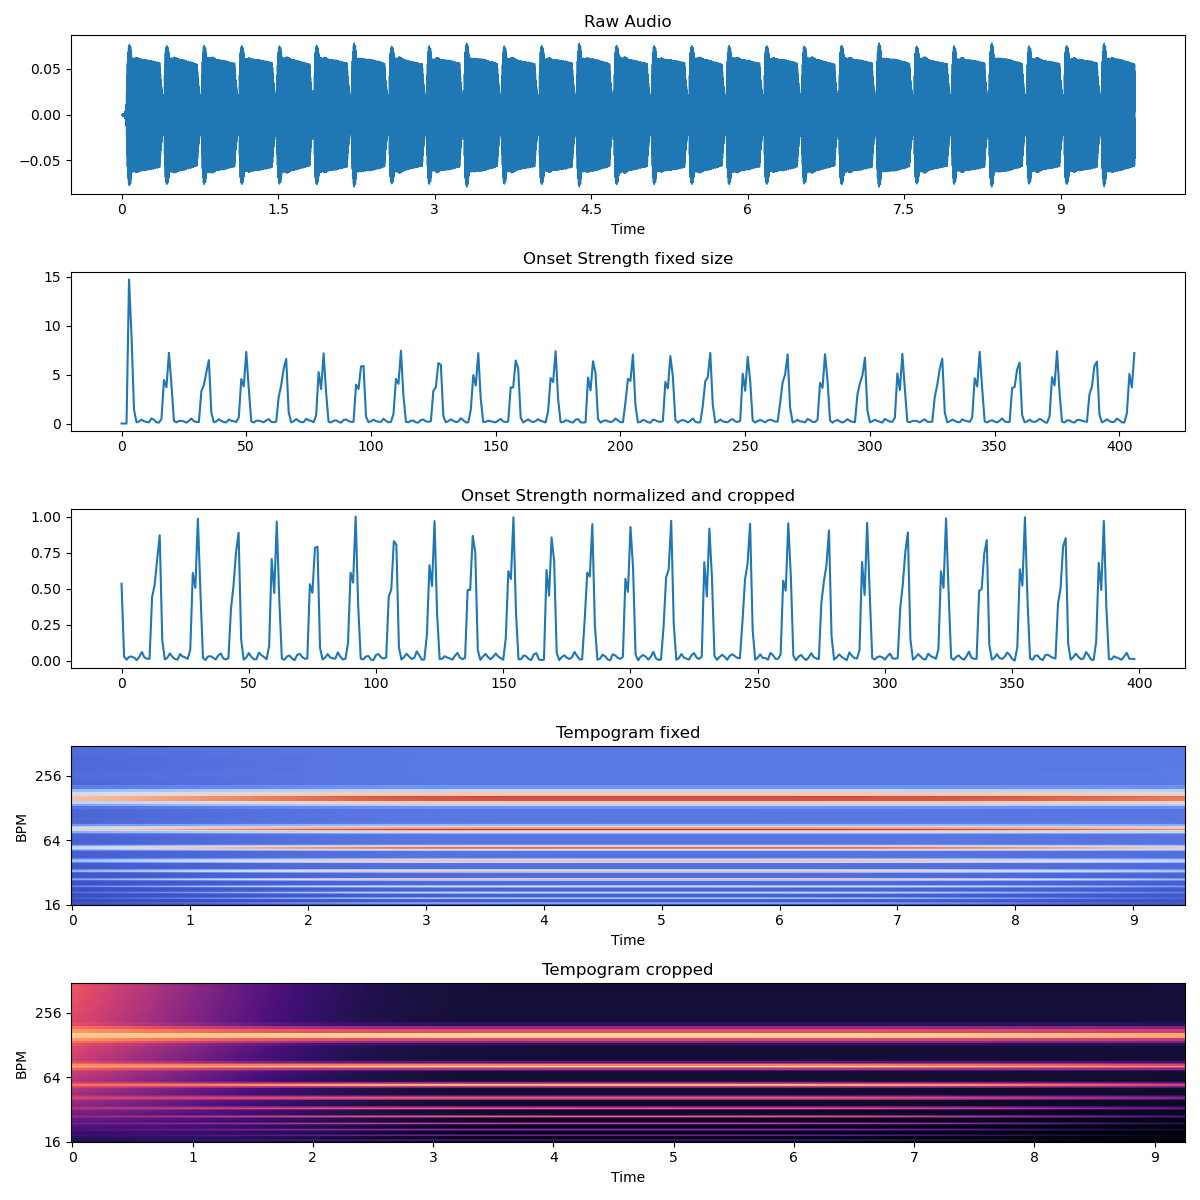 Raw Audio
0.05
0.00
−0.05
0 1.5 3 4.5 6 7.5 9
Time
Onset Strength fixed size
15
10
5
0
0 50 100 150 200 250 300 350 400
Onset Strength normalized and cropped
1.00
0.75
0.50
0.25
0.00
0 50 100 150 200 250 300 350 400
Tempogram fixed
256
BPM
64
16
0 1 2 3 4 5 6 7 8 9
Time
Tempogram cropped
256
BPM
64
16
0 1 2 3 4 5 6 7 8 9
Time